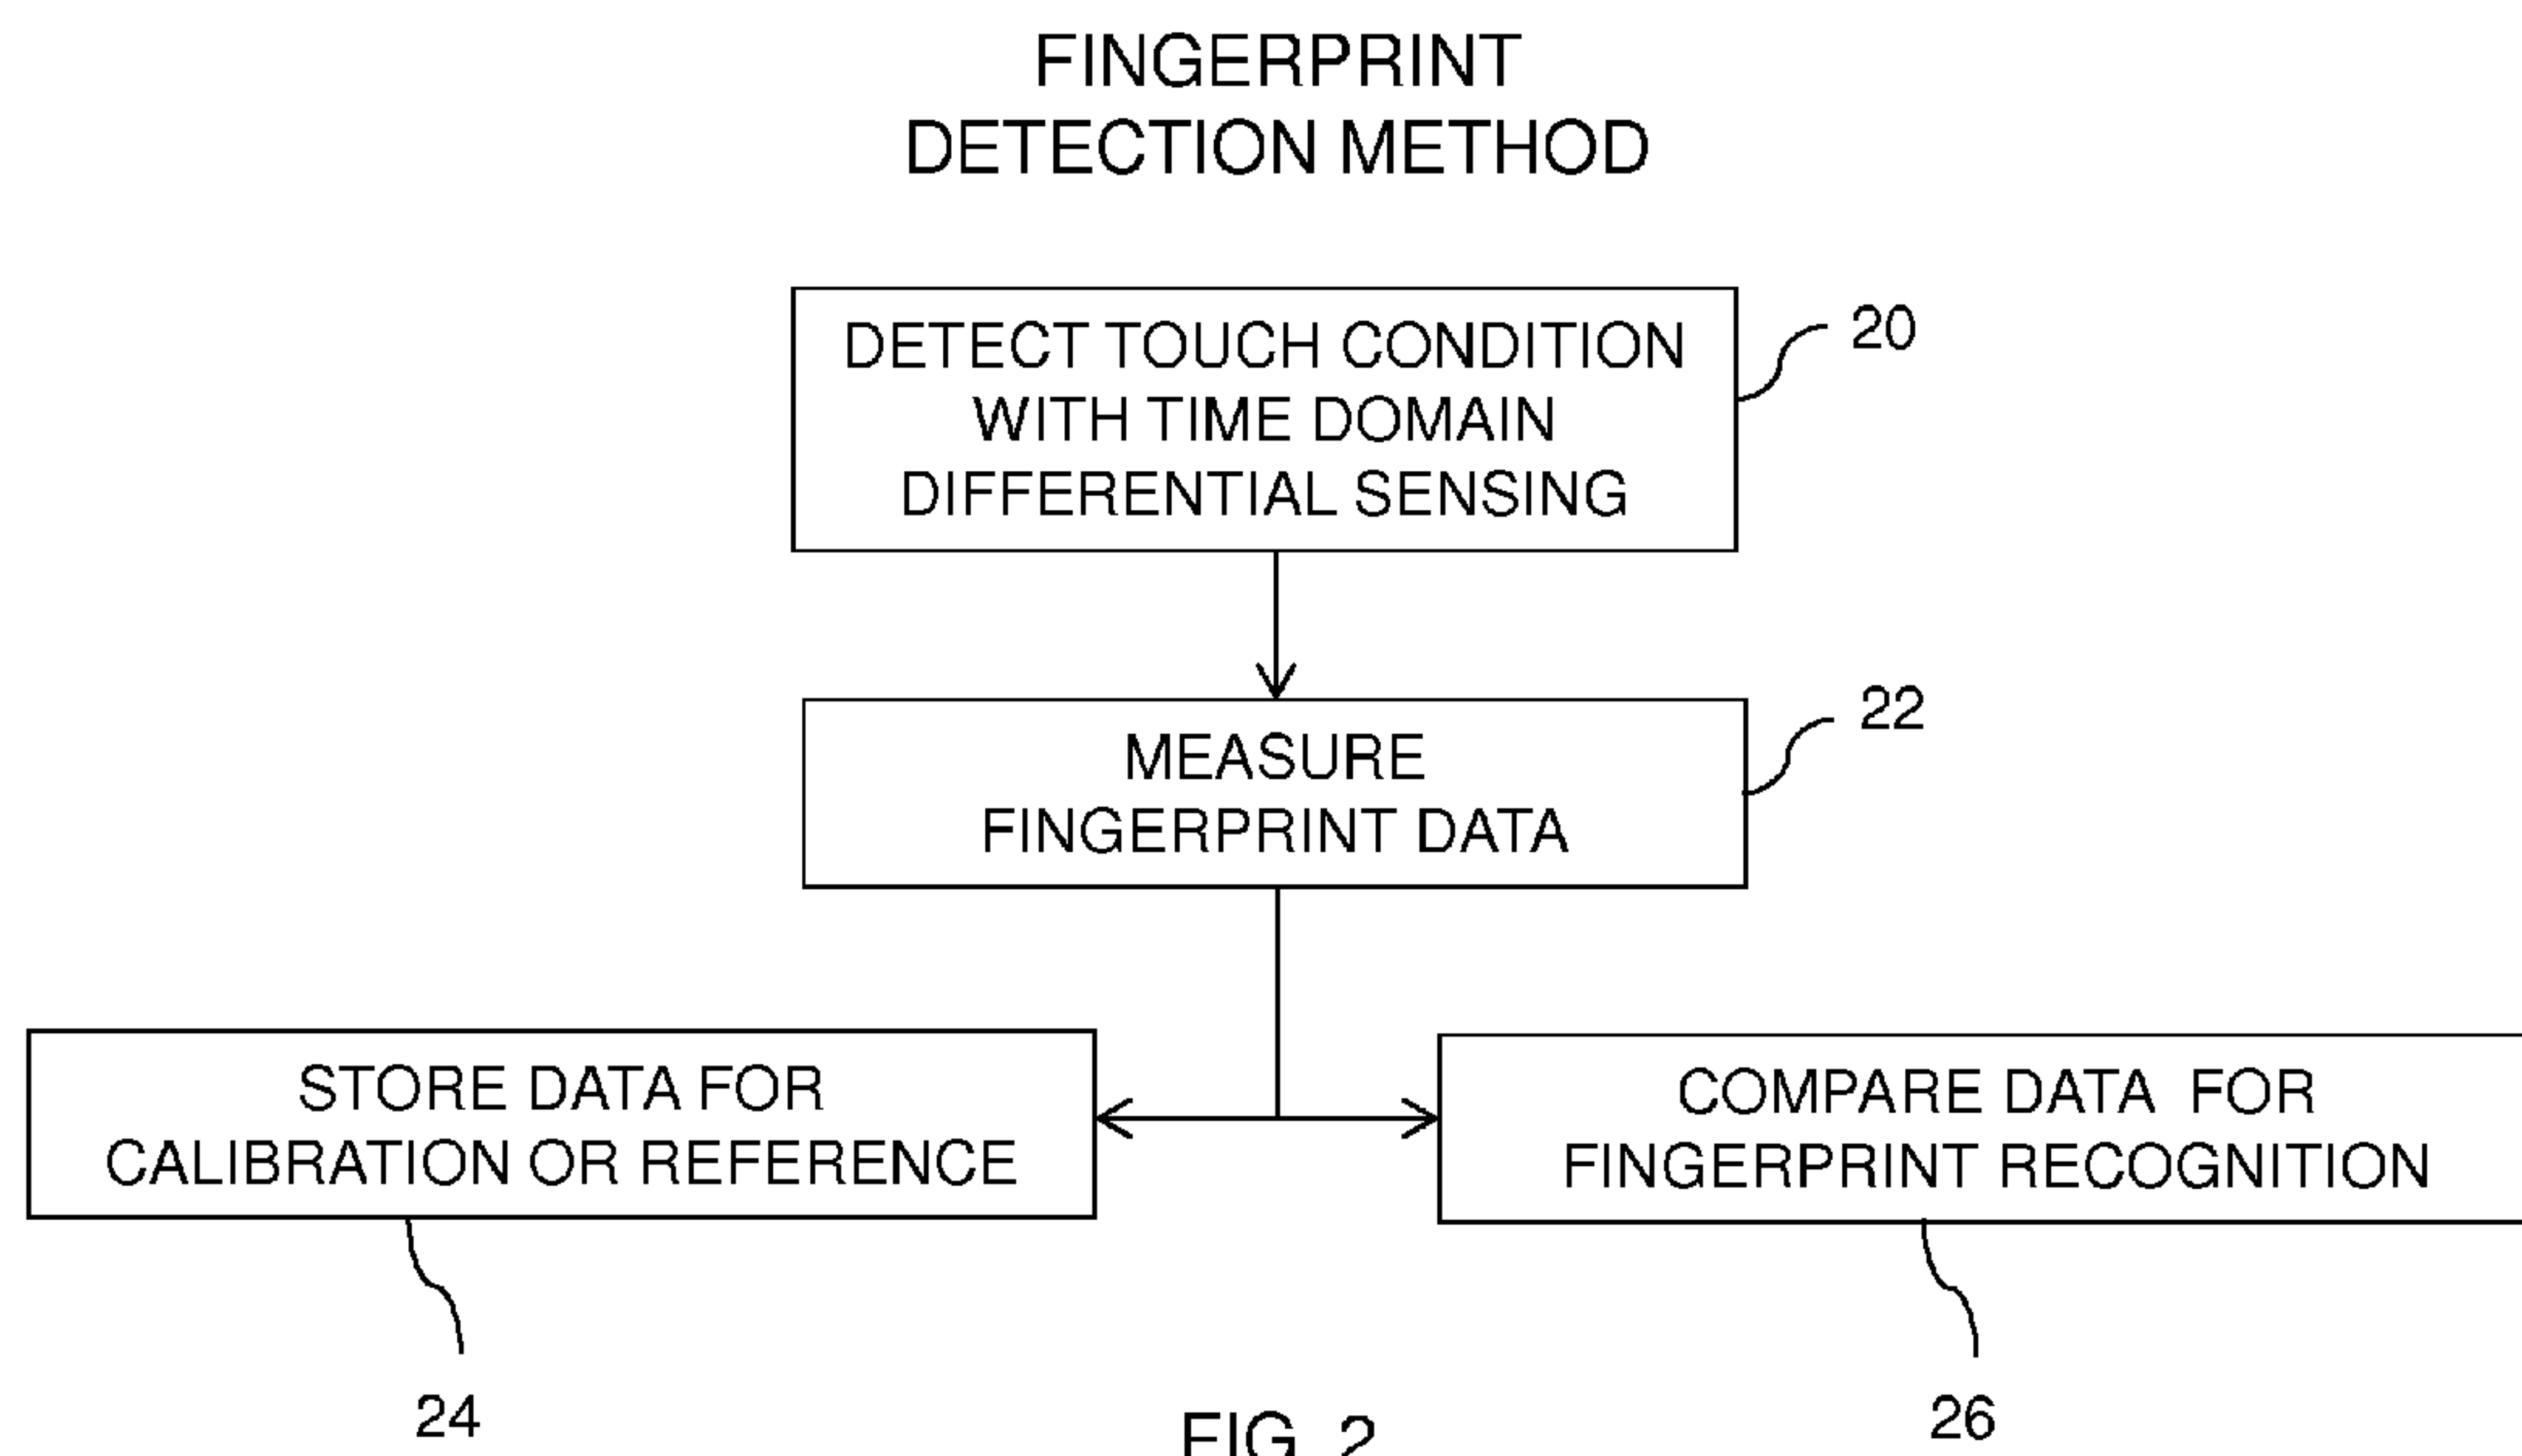 FINGERPRINT
DETECTION METHOD
DETECT TOUCH CONDITION
WITH TIME DOMAIN
DIFFERENTIAL SENSING
20
MEASURE
FINGERPRINT DATA
22
STORE DATA FOR
CALIBRATION OR REFERENCE
COMPARE DATA FOR
FINGERPRINT RECOGNITION
24
26
FIG. 2